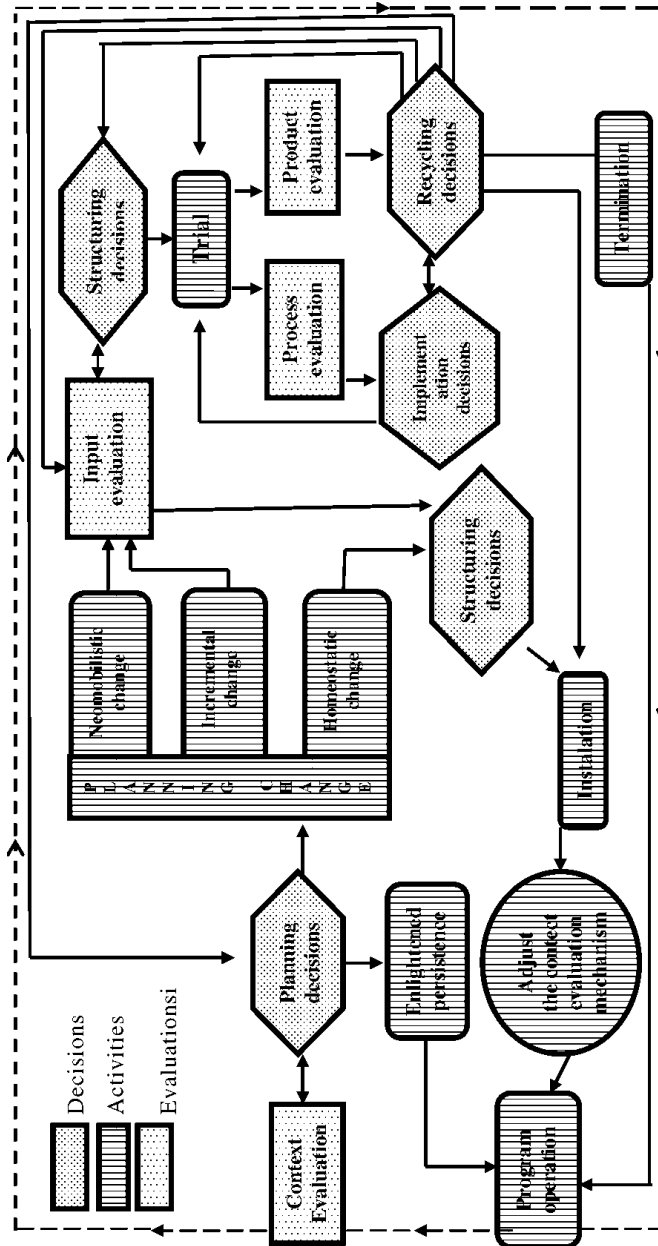 Decisions
Activities
Evaluationsi
Context
Evaluation
Planning
decisions
Enlightened
persistence
Program
operation
Adjust
the contect
evaluation
mechanism
PLANNING CHANGE
Neomobilistic
change
Incremental
change
Homeostatic
change
Instalation
Input
evaluation
Structuring
decisions
Structuring
decisions
Trial
Process
evaluation
Product
evaluation
Implement
ation
decisions
Recycling
decisions
Termination